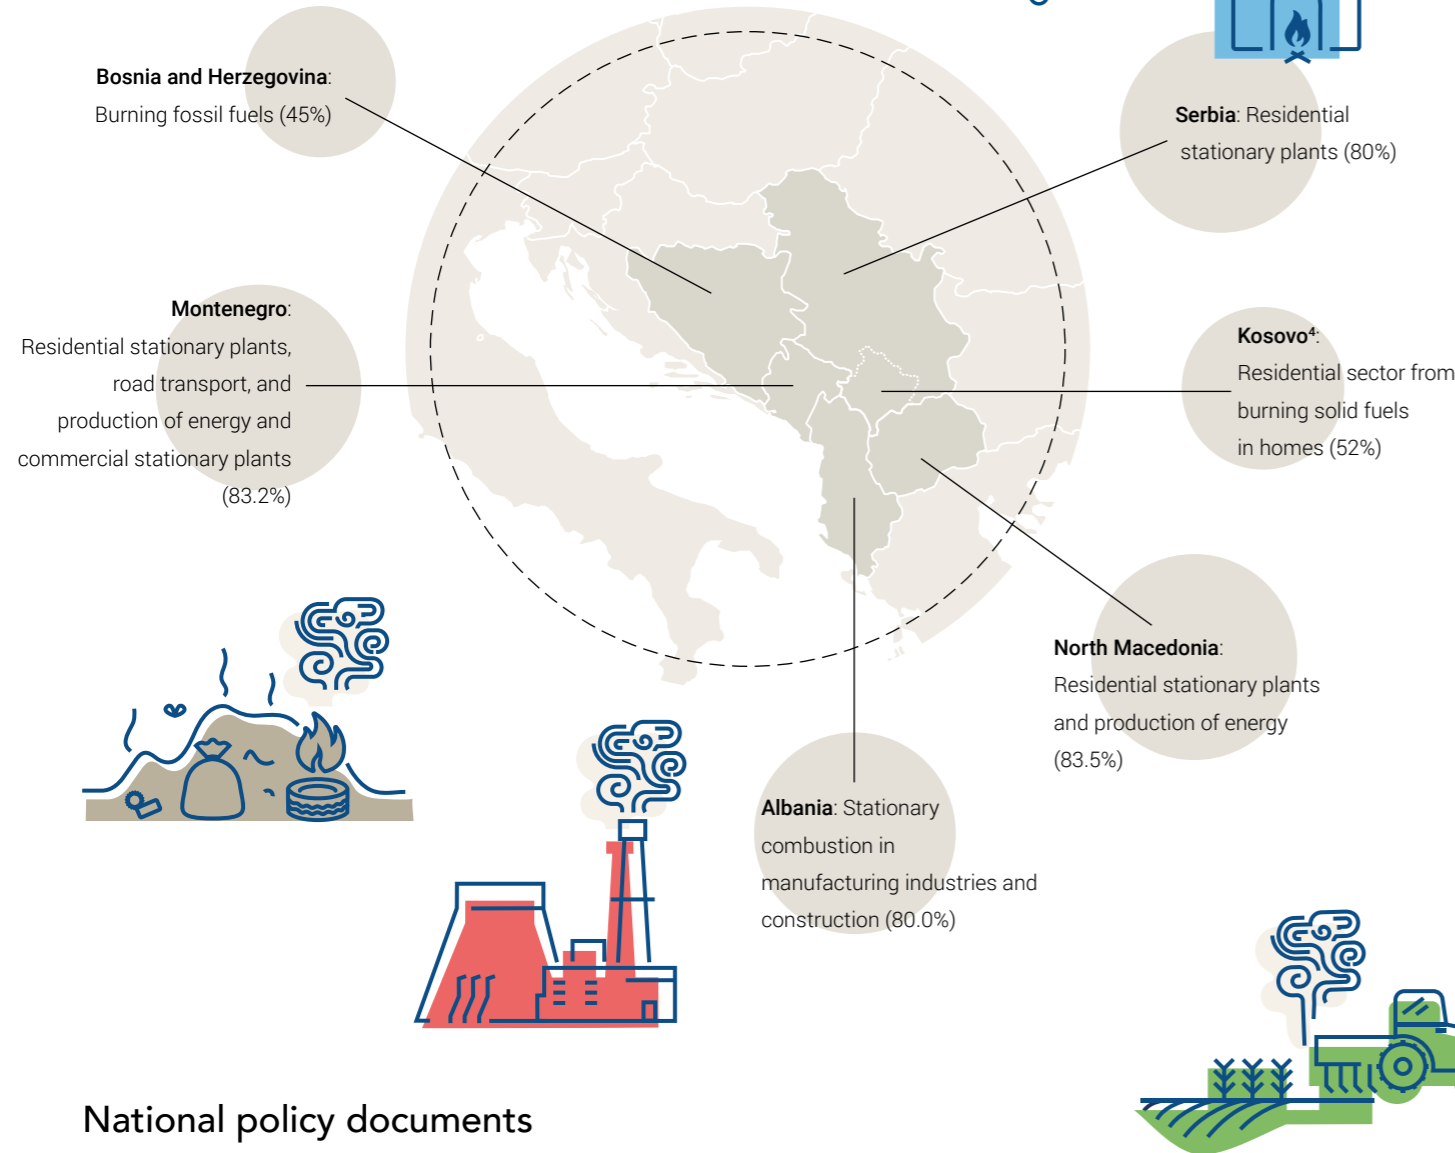 Bosnia and Herzegovina:
Burning fossil fuels (45%)
Serbia: Residential
stationary plants (80%)
Montenegro:
Residential stationary plants,
road transport, and
production of energy and
commercial stationary plants
(83.2%)
Kosovo⁴:
Residential sector from
burning solid fuels
in homes (52%)
North Macedonia:
Residential stationary plants
and production of energy
(83.5%)
Albania: Stationary
combustion in
manufacturing industries and
construction (80.0%)
National policy documents